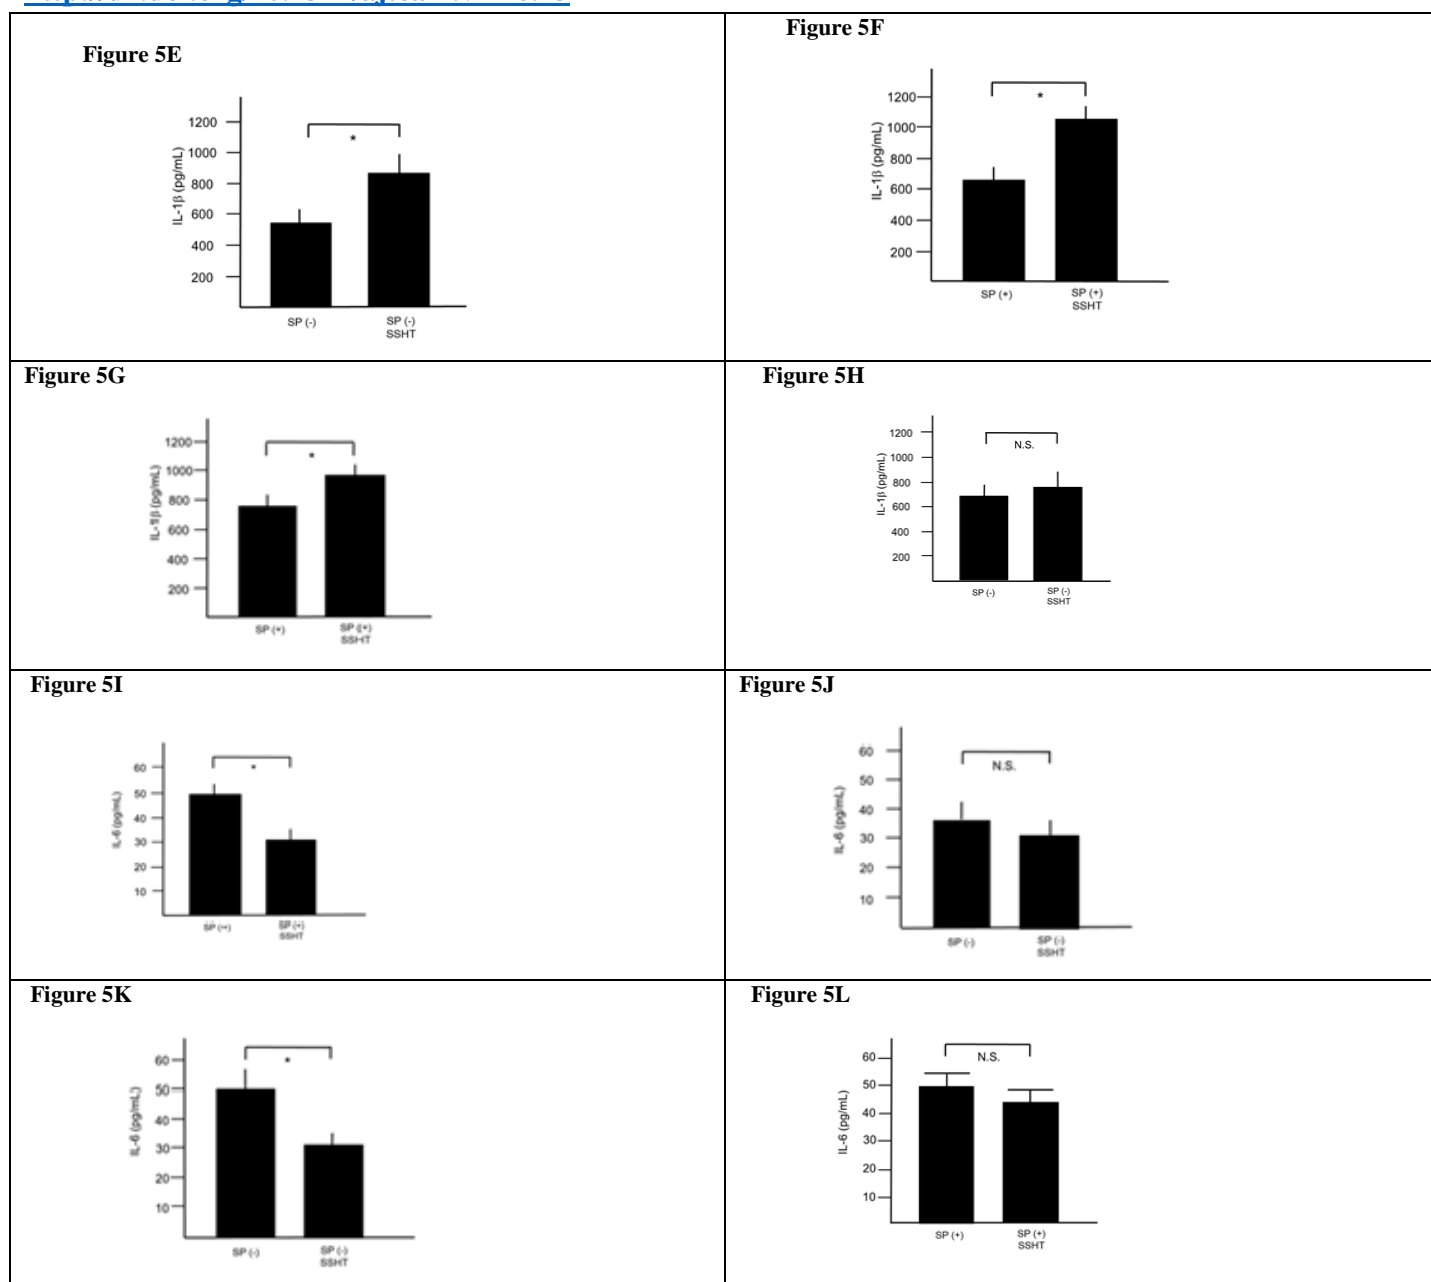 Figure 5E
1200
1000
800
600
400
200
IL-1β (pg/mL)
*
SP (-)
SP (-)
SSHT
Figure 5F
1200
1000
800
600
400
200
IL-1β (pg/mL)
*
SP (+)
SP (+)
SSHT
Figure 5G
1200
1000
800
600
400
200
IL-1β (pg/mL)
*
SP (+)
SP ((+)
SSHT
Figure 5H
1200
1000
800
600
400
200
IL-1β (pg/mL)
N.S.
SP (-)
SP (-)
SSHT
Figure 5I
60
50
40
30
20
10
IL-6 (pg/mL)
*
SP (+)
SP (+)
SSHT
Figure 5J
60
50
40
30
20
10
IL-6 (pg/mL)
N.S.
SP (-)
SP (-)
SSHT
Figure 5K
60
50
40
30
20
10
IL-6 (pg/mL)
*
SP (-)
SP (-)
SSHT
Figure 5L
60
50
40
30
20
10
IL-6 (pg/mL)
N.S.
SP (+)
SP (+)
SSHT